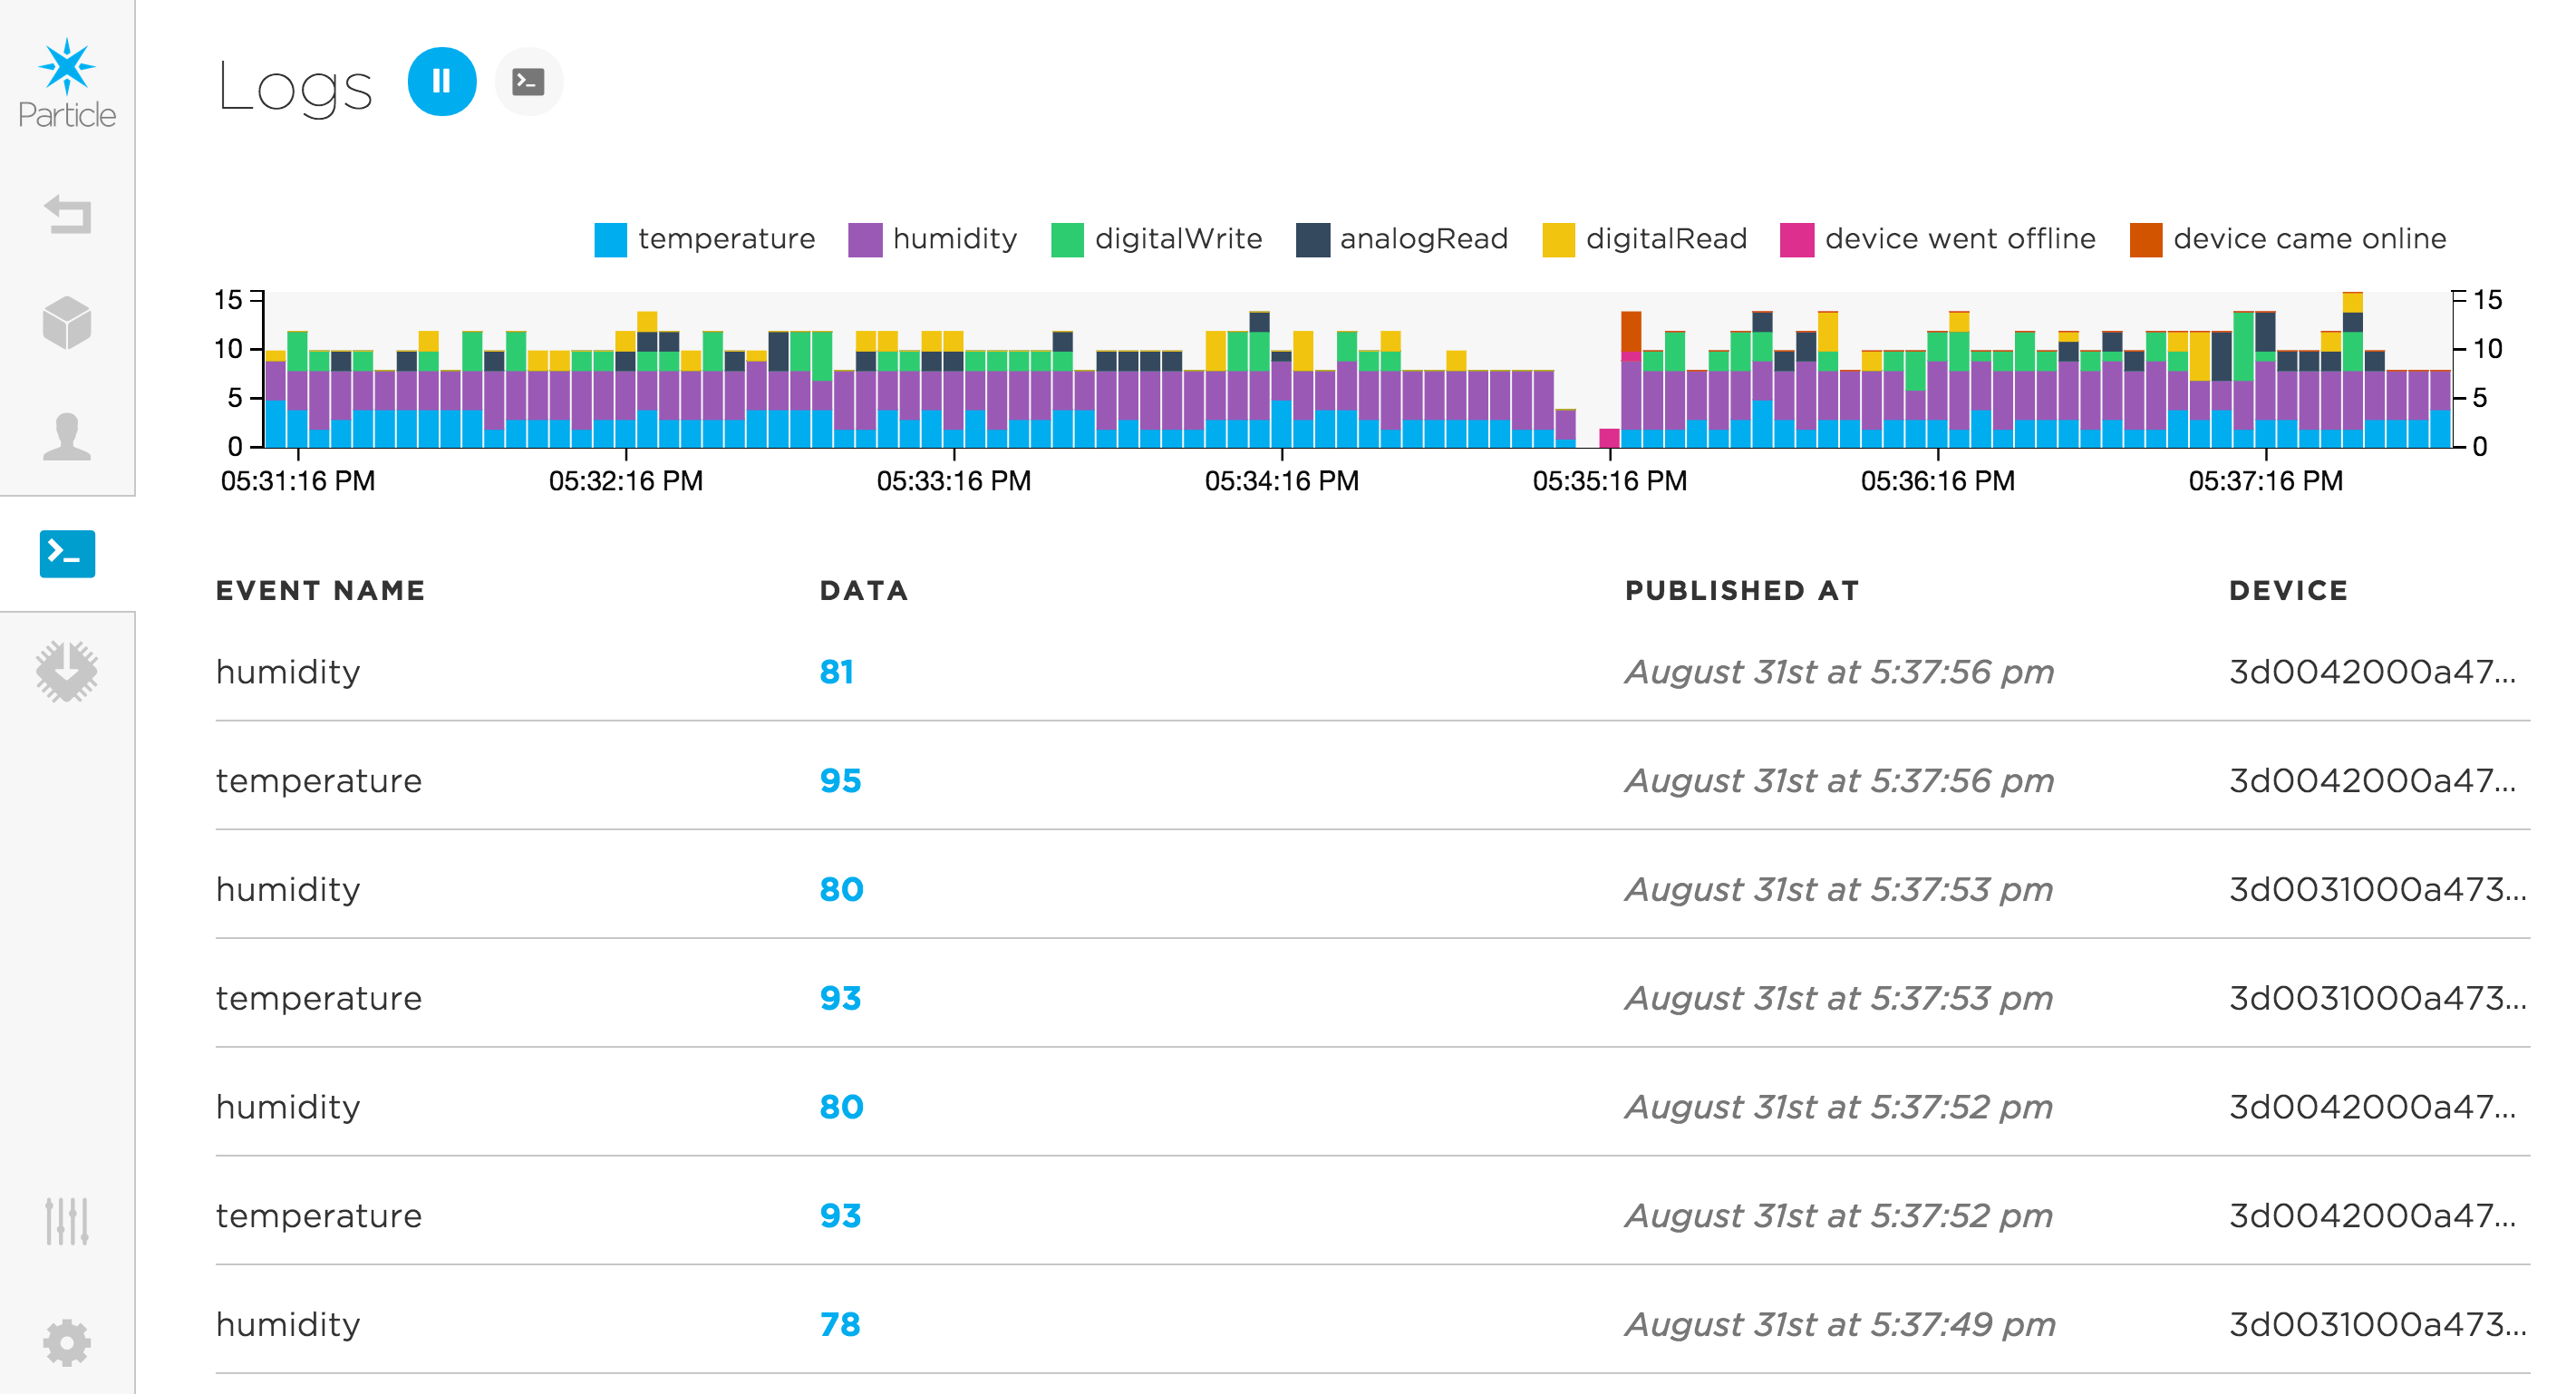 Particle
Logs
temperature humidity digitalWrite analogRead digitalRead device went offline device came online
15 15
10 10
5 5
0 0
05:31:16 PM 05:32:16 PM 05:33:16 PM 05:34:16 PM 05:35:16 PM 05:36:16 PM 05:37:16 PM
EVENT NAME DATA PUBLISHED AT DEVICE
humidity 81 August 31st at 5:37:56 pm 3d0042000a47...
temperature 95 August 31st at 5:37:56 pm 3d0042000a47...
humidity 80 August 31st at 5:37:53 pm 3d0031000a473...
temperature 93 August 31st at 5:37:53 pm 3d0031000a473...
humidity 80 August 31st at 5:37:52 pm 3d0042000a47...
temperature 93 August 31st at 5:37:52 pm 3d0042000a47...
humidity 78 August 31st at 5:37:49 pm 3d0031000a473...